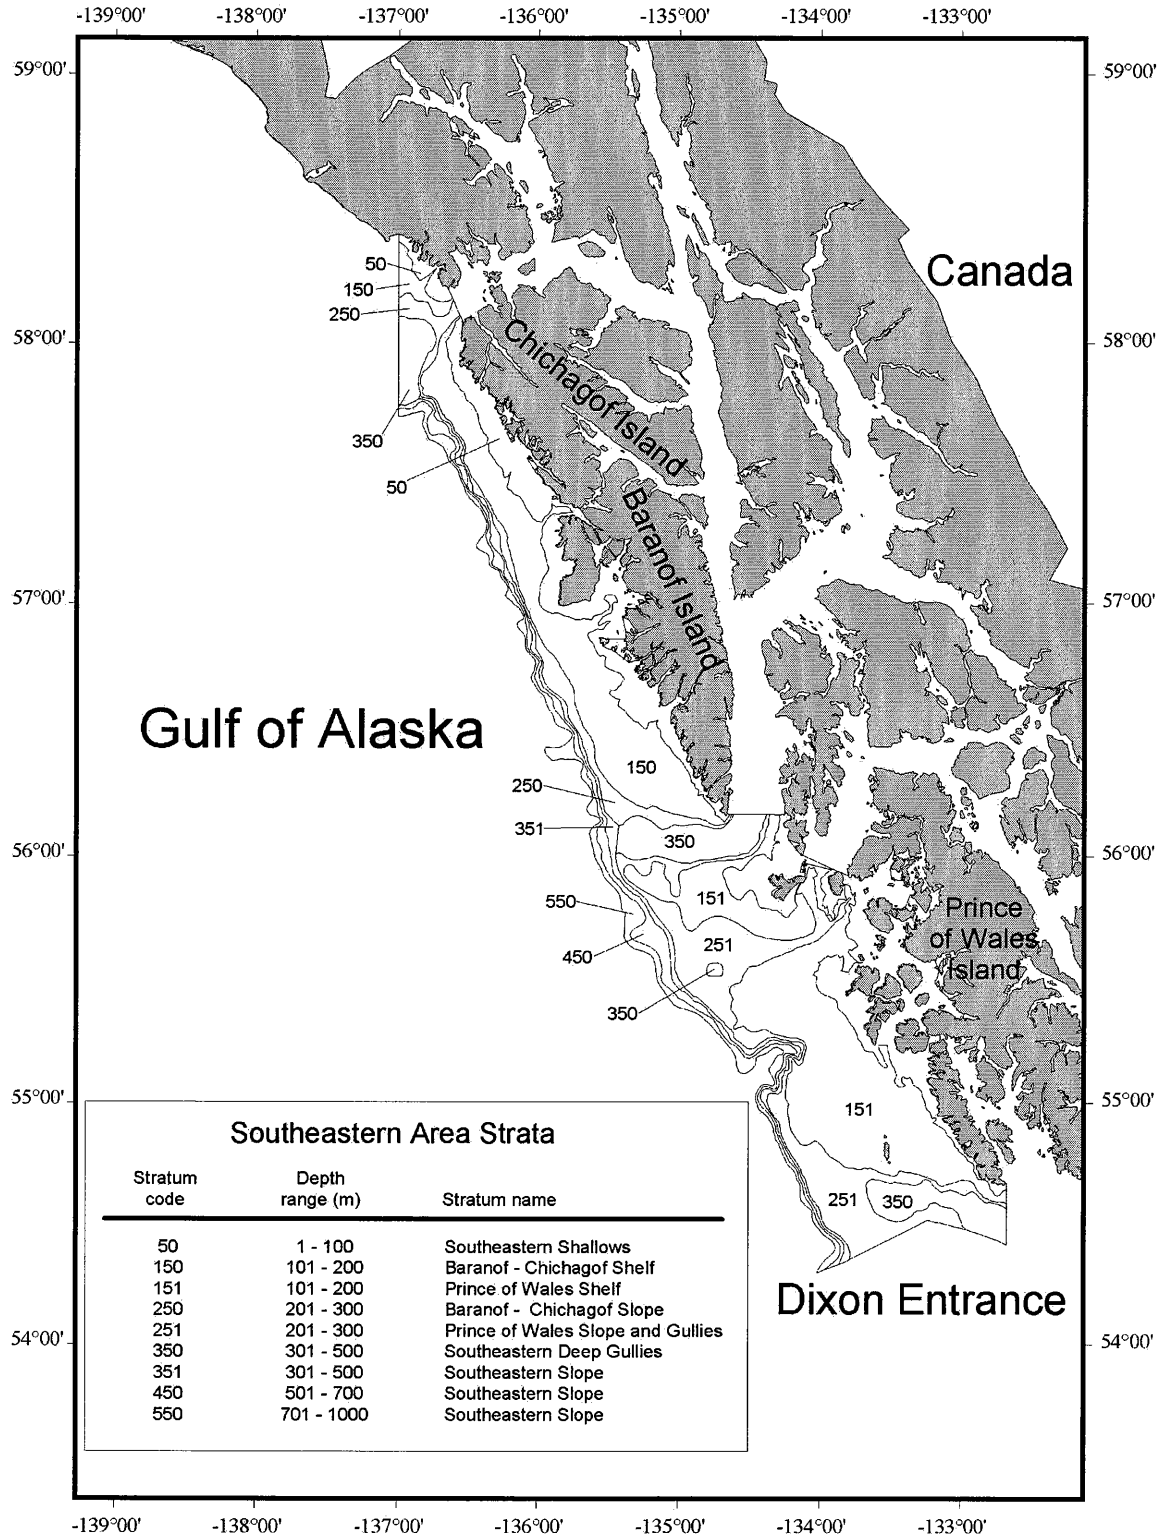 -139°00' -138°00' -137°00' -136°00' -135°00' -134°00' -133°00'
59°00' 59°00'
Canada
50
150
250
58°00' 58°00'
Chichagof Island
350
50
Baranof Island
57°00' 57°00'
Gulf of Alaska
150
250
351
350
56°00' 56°00'
151
550
Prince
of Wales
Island
251
450
350
55°00' 55°00'
151
251 350
Dixon Entrance
54°00' 54°00'
Southeastern Area Strata
Stratum Depth
code range (m) Stratum name
50 1 - 100 Southeastern Shallows
150 101 - 200 Baranof - Chichagof Shelf
151 101 - 200 Prince of Wales Shelf
250 201 - 300 Baranof - Chichagof Slope
251 201 - 300 Prince of Wales Slope and Gullies
350 301 - 500 Southeastern Deep Gullies
351 301 - 500 Southeastern Slope
450 501 - 700 Southeastern Slope
550 701 - 1000 Southeastern Slope
-139°00' -138°00' -137°00' -136°00' -135°00' -134°00' -133°00'